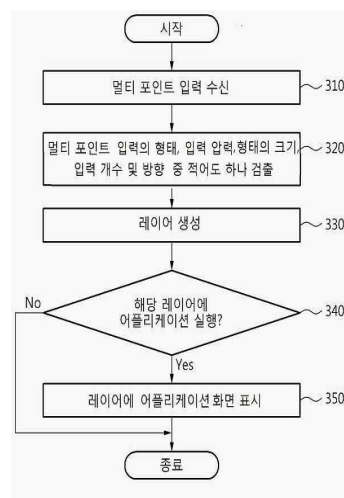 시작
멀티 포인트 입력 수신
310
멀티 포인트 입력의 형태, 입력 압력,형태의 크기,
입력 개수 및 방향 중 적어도 하나 검출
320
레이어 생성
330
해당 레이어에
어플리케이션 실행?
340
No
Yes
레이어에 어플리케이션 화면 표시
350
종료